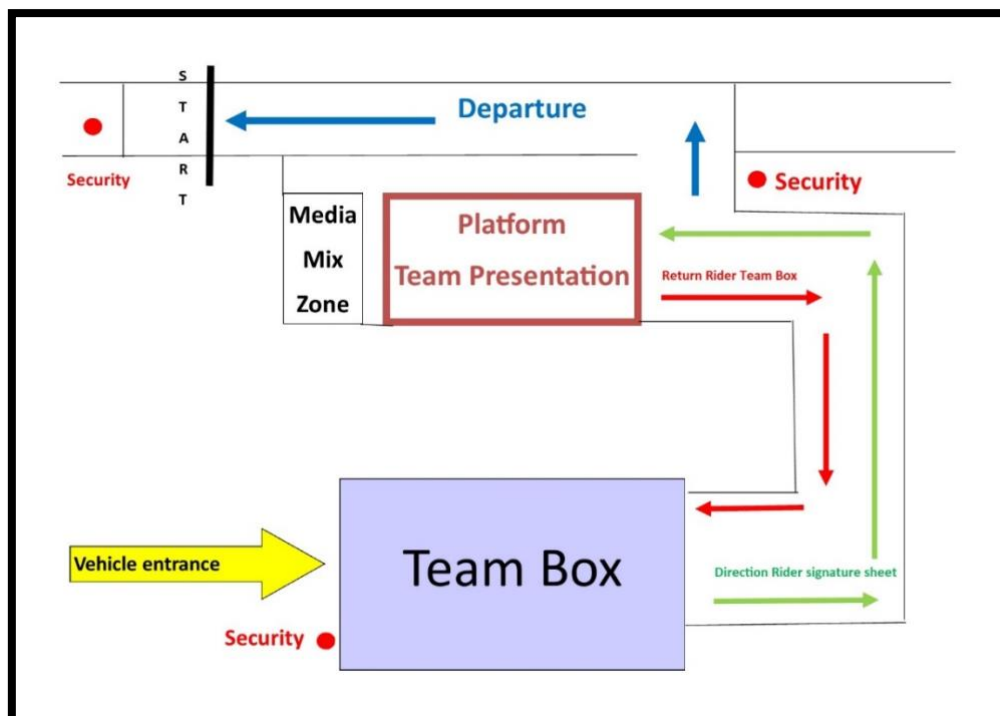 START
Departure
Security
Security
Media
Mix
Zone
Platform
Team Presentation
Return Rider Team Box
Vehicle entrance
Team Box
Direction Rider signature sheet
Security